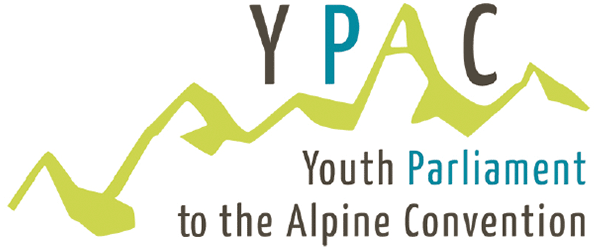 YPAC
Youth Parliament
to the Alpine Convention